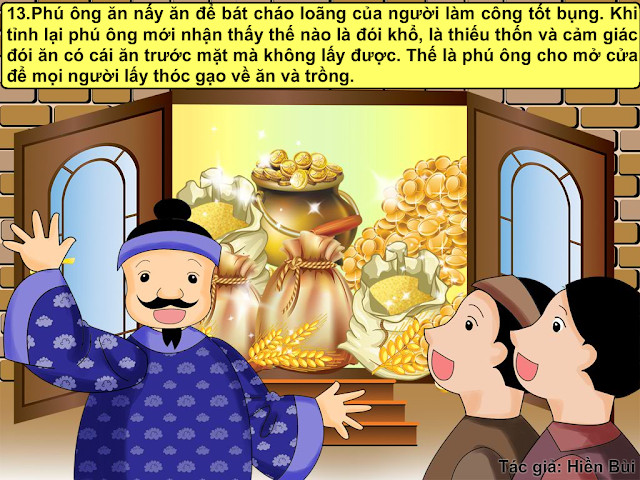 13.Phú ông ăn nấy ăn để bát cháo loãng của người làm công tốt bụng. Khi
tỉnh lại phú ông mới nhận thấy thế nào là đói khổ, là thiếu thốn và cảm giác
đói ăn có cái ăn trước mặt mà không lấy được. Thế là phú ông cho mở cửa
để mọi người lấy thóc gạo về ăn và trồng.
Tác giả: Hiền Bùi